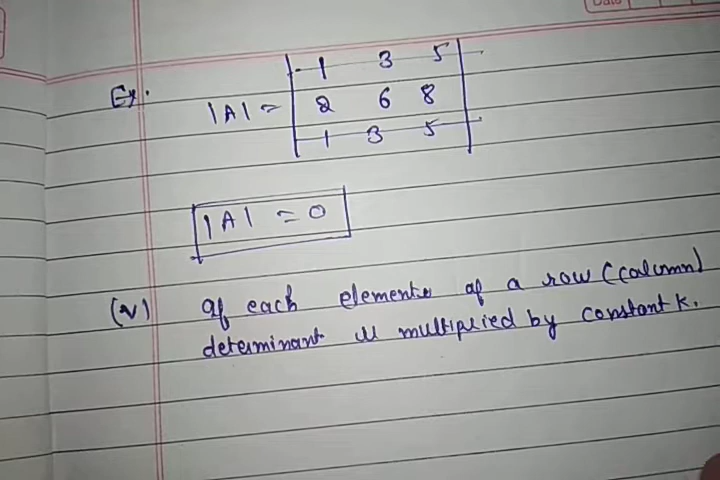 Date
1 3 5
Ex. |A| = 2 6 8
1 3 5
|A| = 0
(v) If each elements of a row (column)
determinant is multiplied by constant k.